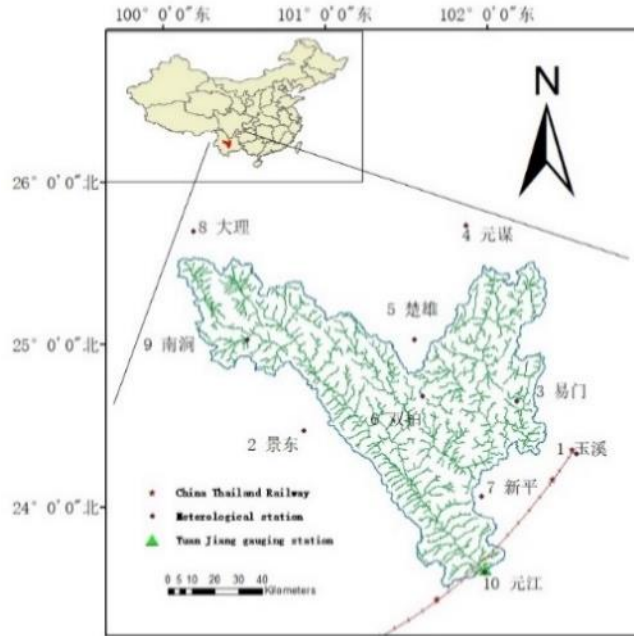 100° 0'0"东
101° 0'0"东
102° 0'0"东
N
26° 0'0"北
8 大理
4 元谋
5 楚雄
25° 0'0"北
9 南涧
3 易门
6 双柏
2 景东
1 玉溪
China Thailand Railway
7 新平
Meterological station
24° 0'0"北
Yuan Jiang gauging station
0 5 10 20 30 40
Kilometers
10 元江